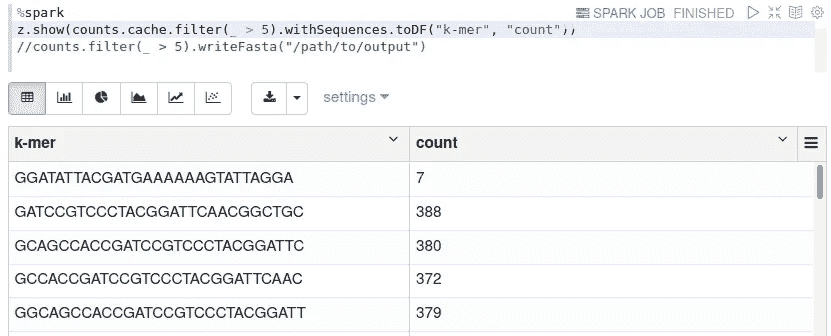 %spark
SPARK JOB FINISHED
z.show(counts.cache.filter(_ > 5).withSequences.toDF("k-mer", "count"));
//counts.filter(_ > 5).writeFasta("/path/to/output")
settings
k-mer count
GGATATTACGATGAAAAAAGTATTAGGA 7
GATCCGTCCCTACGGATTCAACGGCTGC 388
GCAGCCACCGATCCGTCCCTACGGATTC 380
GCCACCGATCCGTCCCTACGGATTCAAC 372
GGCAGCCACCGATCCGTCCCTACGGATT 379